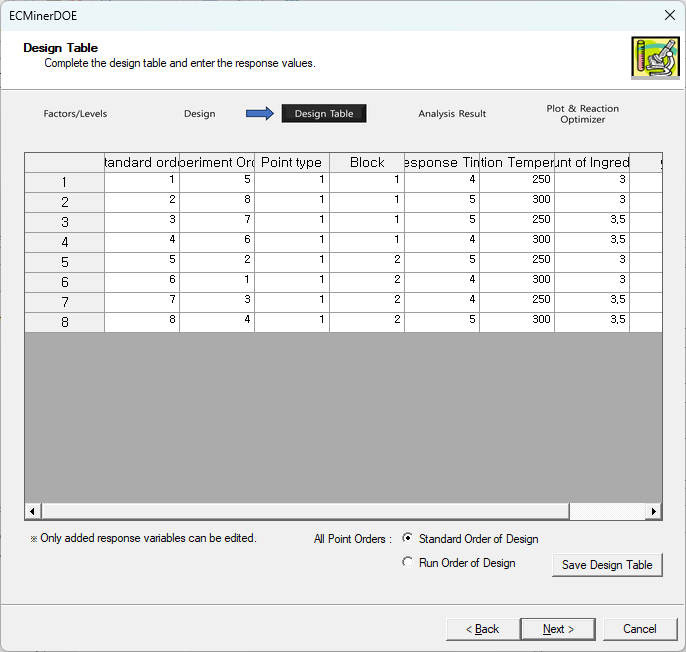 ECMinerDOE
Design Table
Complete the design table and enter the response values.
Factors/Levels Design Design Table Analysis Result Plot & Reaction
Optimizer
tandard orde periment Ord Point type Block esponse Tim tion Tempera unt of Ingred
1 1 5 1 1 4 250 3
2 2 8 1 1 5 300 3
3 3 7 1 1 5 250 3,5
4 4 6 1 1 4 300 3,5
5 5 2 1 2 5 250 3
6 6 1 1 2 4 300 3
7 7 3 1 2 4 250 3,5
8 8 4 1 2 5 300 3,5
※ Only added response variables can be edited. All Point Orders : Standard Order of Design
Run Order of Design Save Design Table
< Back Next > Cancel